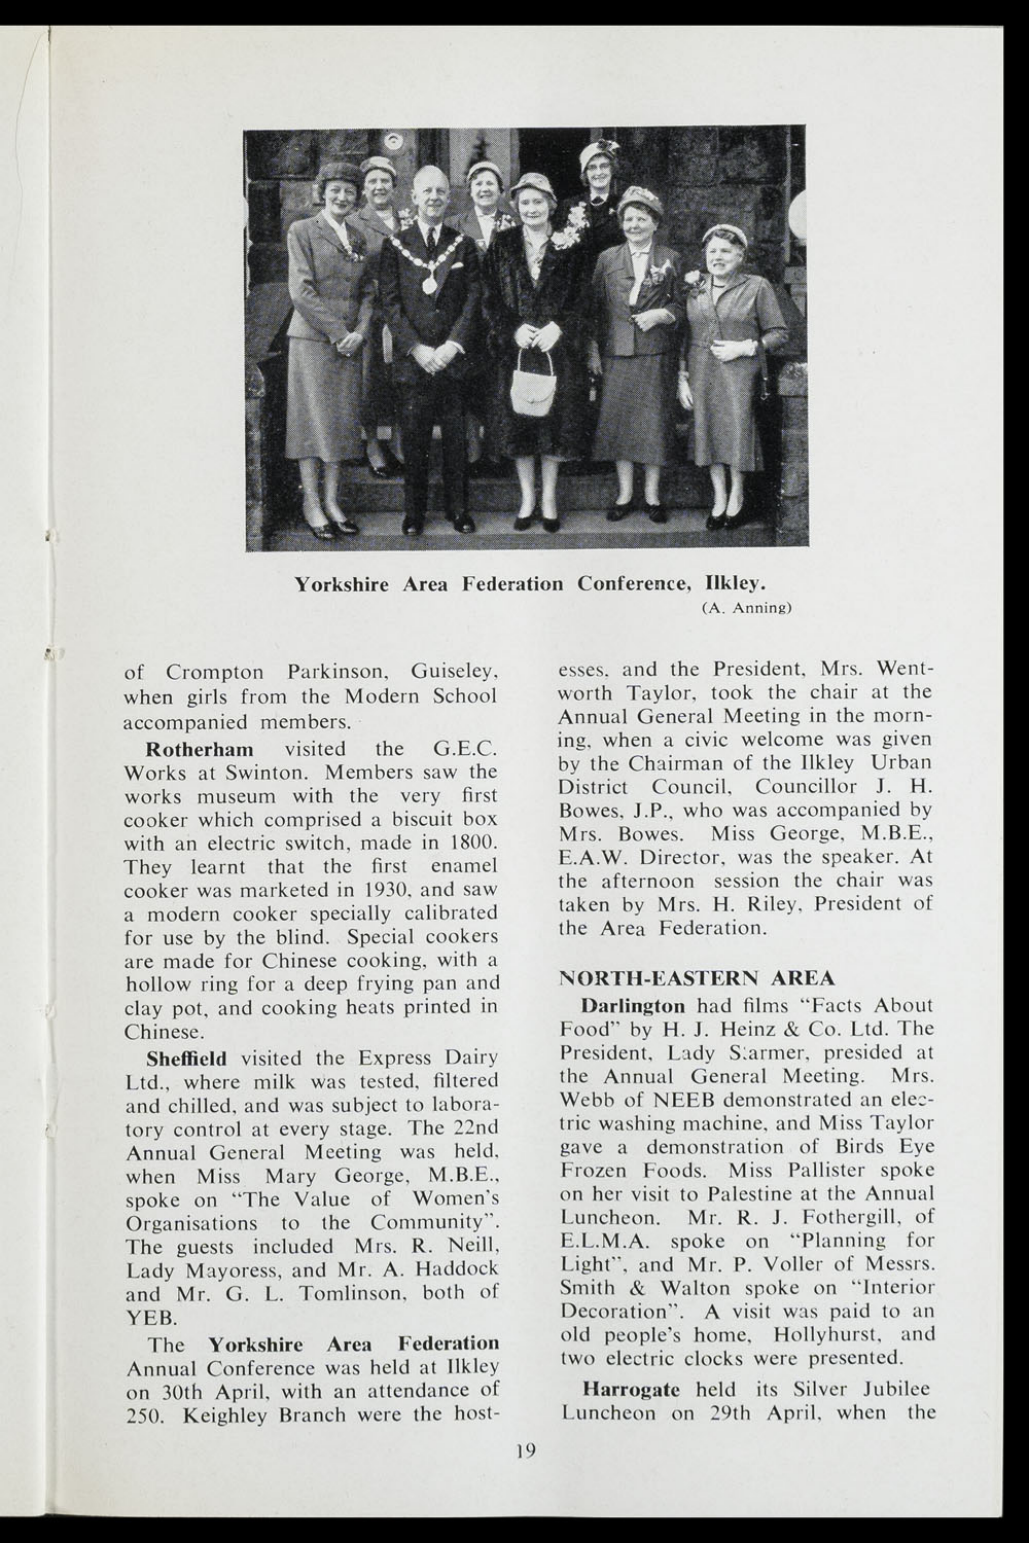 Yorkshire Area Federation Conference, Ilkley.
(A. Anning)
of Crompton Parkinson, Guiseley,
when girls from the Modern School
accompanied members.
Rotherham visited the G.E.C.
Works at Swinton. Members saw the
works museum with the very first
cooker which comprised a biscuit box
with an electric switch, made in 1800.
They learnt that the first enamel
cooker was marketed in 1930, and saw
a modern cooker specially calibrated
for use by the blind. Special cookers
are made for Chinese cooking, with a
hollow ring for a deep frying pan and
clay pot, and cooking heats printed in
Chinese.
Sheffield visited the Express Dairy
Ltd., where milk was tested, filtered
and chilled, and was subject to labora-
tory control at every stage. The 22nd
Annual General Meeting was held,
when Miss Mary George, M.B.E.,
spoke on "The Value of Women's
Organisations to the Community".
The guests included Mrs. R. Neill,
Lady Mayoress, and Mr. A. Haddock
and Mr. G. L. Tomlinson, both of
YEB.
The Yorkshire Area Federation
Annual Conference was held at Ilkley
on 30th April, with an attendance of
250. Keighley Branch were the host-
esses, and the President, Mrs. Went-
worth Taylor, took the chair at the
Annual General Meeting in the morn-
ing, when a civic welcome was given
by the Chairman of the Ilkley Urban
District Council, Councillor J. H.
Bowes, J.P., who was accompanied by
Mrs. Bowes. Miss George, M.B.E.,
E.A.W. Director, was the speaker. At
the afternoon session the chair was
taken by Mrs. H. Riley, President of
the Area Federation.
NORTH-EASTERN AREA
Darlington had films "Facts About
Food" by H. J. Heinz & Co. Ltd. The
President, Lady Starmer, presided at
the Annual General Meeting. Mrs.
Webb of NEEB demonstrated an elec-
tric washing machine, and Miss Taylor
gave a demonstration of Birds Eye
Frozen Foods. Miss Pallister spoke
on her visit to Palestine at the Annual
Luncheon. Mr. R. J. Fothergill, of
E.L.M.A. spoke on "Planning for
Light", and Mr. P. Voller of Messrs.
Smith & Walton spoke on "Interior
Decoration". A visit was paid to an
old people's home, Hollyhurst, and
two electric clocks were presented.
Harrogate held its Silver Jubilee
Luncheon on 29th April, when the
19